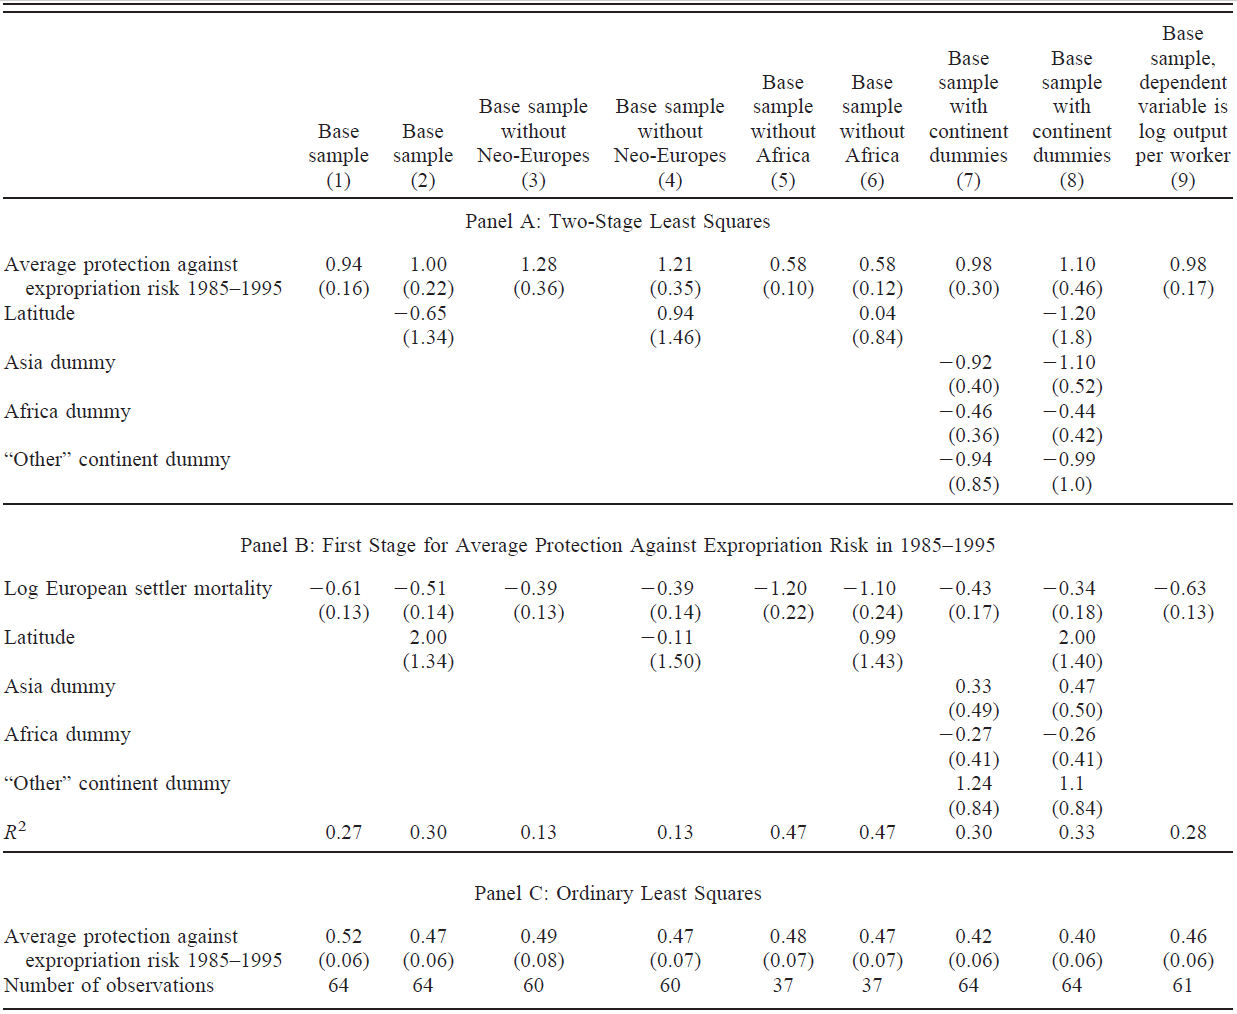 Base
Base sample,
Base Base sample sample dependent
Base Base with with variable is
Base sample Base sample sample sample continent continent log output
Base Base without without without without dummies dummies per worker
sample sample Neo-Europes Neo-Europes Africa Africa
(1) (2) (3) (4) (5) (6) (7) (8) (9)
Panel A: Two-Stage Least Squares
Average protection against 0.94 1.00 1.28 1.21 0.58 0.58 0.98 1.10 0.98
expropriation risk 1985–1995 (0.16) (0.22) (0.36) (0.35) (0.10) (0.12) (0.30) (0.46) (0.17)
Latitude −0.65 0.94 0.04 −1.20
(1.34) (1.46) (0.84) (1.8)
Asia dummy −0.92 −1.10
(0.40) (0.52)
Africa dummy −0.46 −0.44
(0.36) (0.42)
“Other” continent dummy −0.94 −0.99
(0.85) (1.0)
Panel B: First Stage for Average Protection Against Expropriation Risk in 1985–1995
Log European settler mortality −0.61 −0.51 −0.39 −0.39 −1.20 −1.10 −0.43 −0.34 −0.63
(0.13) (0.14) (0.13) (0.14) (0.22) (0.24) (0.17) (0.18) (0.13)
Latitude 2.00 −0.11 0.99 2.00
(1.34) (1.50) (1.43) (1.40)
Asia dummy 0.33 0.47
(0.49) (0.50)
Africa dummy −0.27 −0.26
(0.41) (0.41)
“Other” continent dummy 1.24 1.1
(0.84) (0.84)
R² 0.27 0.30 0.13 0.13 0.47 0.47 0.30 0.33 0.28
Panel C: Ordinary Least Squares
Average protection against 0.52 0.47 0.49 0.47 0.48 0.47 0.42 0.40 0.46
expropriation risk 1985–1995 (0.06) (0.06) (0.08) (0.07) (0.07) (0.07) (0.06) (0.06) (0.06)
Number of observations 64 64 60 60 37 37 64 64 61